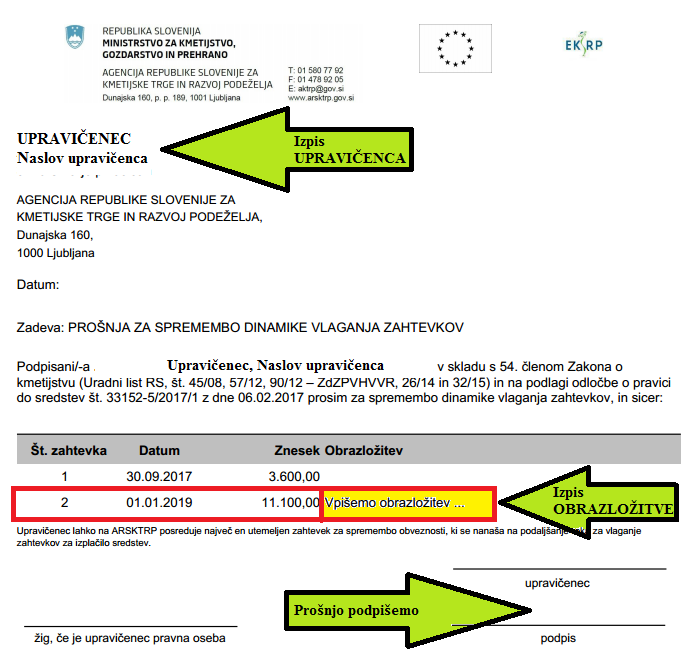 REPUBLIKA SLOVENIJA
MINISTRSTVO ZA KMETIJSTVO,
GOZDARSTVO IN PREHRANO
AGENCIJA REPUBLIKE SLOVENIJE ZA
KMETIJSKE TRGE IN RAZVOJ PODEŽELJA
Dunajska 160, p. p. 189, 1001 Ljubljana
T: 01 580 77 92
F: 01 478 92 05
E: aktrp@gov.si
www.arsktrp.gov.si
EKSRP
UPRAVIČENEC
Naslov upravičenca
Izpis
UPRAVIČENCA
AGENCIJA REPUBLIKE SLOVENIJE ZA
KMETIJSKE TRGE IN RAZVOJ PODEŽELJA,
Dunajska 160,
1000 Ljubljana
Datum:
Zadeva: PROŠNJA ZA SPREMEMBO DINAMIKE VLAGANJA ZAHTEVKOV
Podpisani/-a Upravičenec, Naslov upravičenca v skladu s 54. členom Zakona o
kmetijstvu (Uradni list RS, št. 45/08, 57/12, 90/12 – ZdZPVHVVR, 26/14 in 32/15) in na podlagi odločbe o pravici
do sredstev št. 33152-5/2017/1 z dne 06.02.2017 prosim za spremembo dinamike vlaganja zahtevkov, in sicer:
Št. zahtevka Datum Znesek Obrazložitev
1 30.09.2017 3.600,00
2 01.01.2019 11.100,00 Vpišemo obrazložitev ...
Izpis
OBRAZLOŽITVE
Upravičenec lahko na ARSKTRP posreduje največ en utemeljen zahtevek za spremembo obveznosti, ki se nanaša na podaljšanje za vlaganje
zahtevkov za izplačilo sredstev.
upravičenec
Prošnjo podpišemo
žig, če je upravičenec pravna oseba
podpis